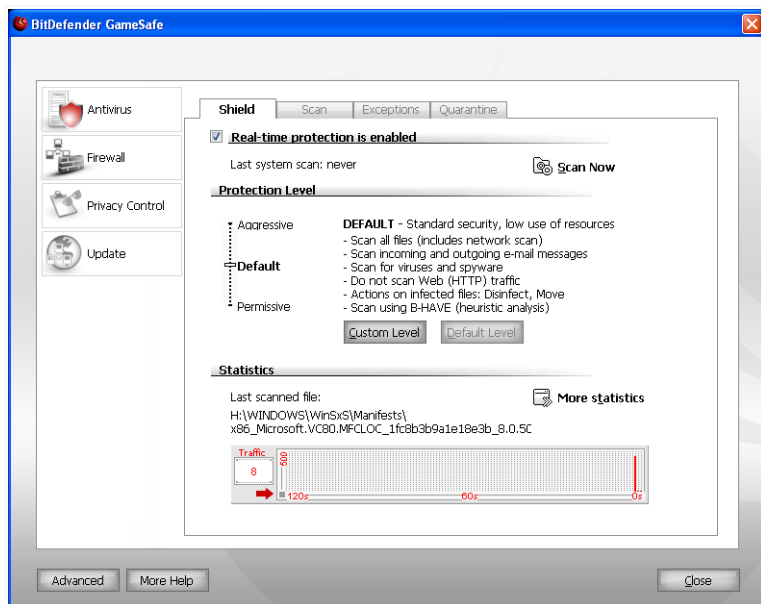 BitDefender GameSafe
Antivirus
Firewall
Privacy Control
Update
Shield Scan Exceptions Quarantine
Real-time protection is enabled
Last system scan: never
Scan Now
Protection Level
Aggressive
Default
Permissive
DEFAULT - Standard security, low use of resources
- Scan all files (includes network scan)
- Scan incoming and outgoing e-mail messages
- Scan for viruses and spyware
- Do not scan Web (HTTP) traffic
- Actions on infected files: Disinfect, Move
- Scan using B-HAVE (heuristic analysis)
Custom Level Default Level
Statistics
Last scanned file:
More statistics
H:\WINDOWS\WinSxS\Manifests\
x86_Microsoft.VC80.MFCLOC_1fc8b3b9a1e18e3b_8.0.50
Traffic
8
500
120s 60s 0s
Advanced More Help Close